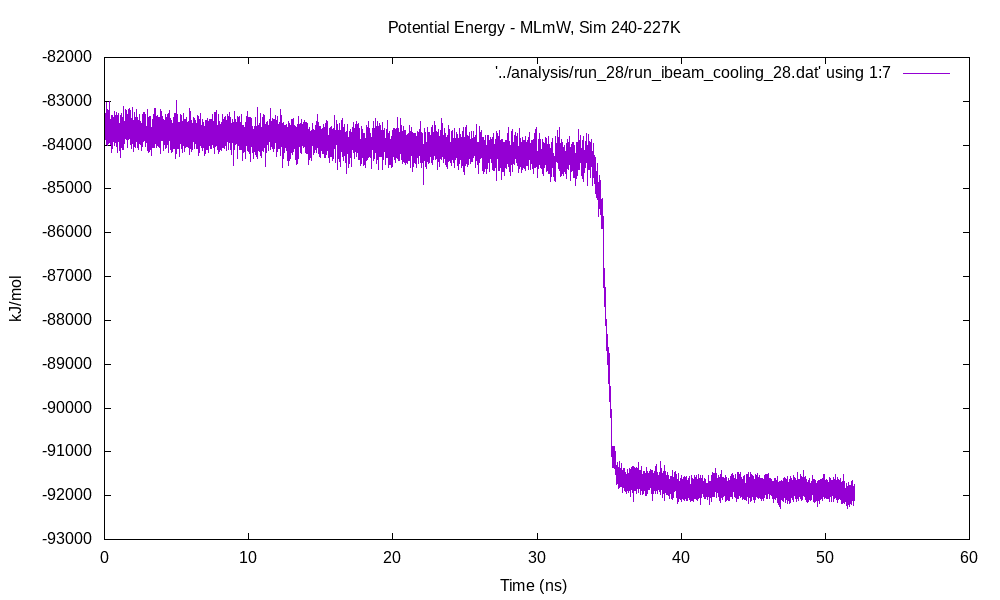 Potential Energy - MLmW, Sim 240-227K
'../analysis/run_28/run_ibeam_cooling_28.dat' using 1:7
-82000
-83000
-84000
-85000
-86000
-87000
-88000
-89000
-90000
-91000
-92000
-93000
kJ/mol
0 10 20 30 40 50 60
Time (ns)